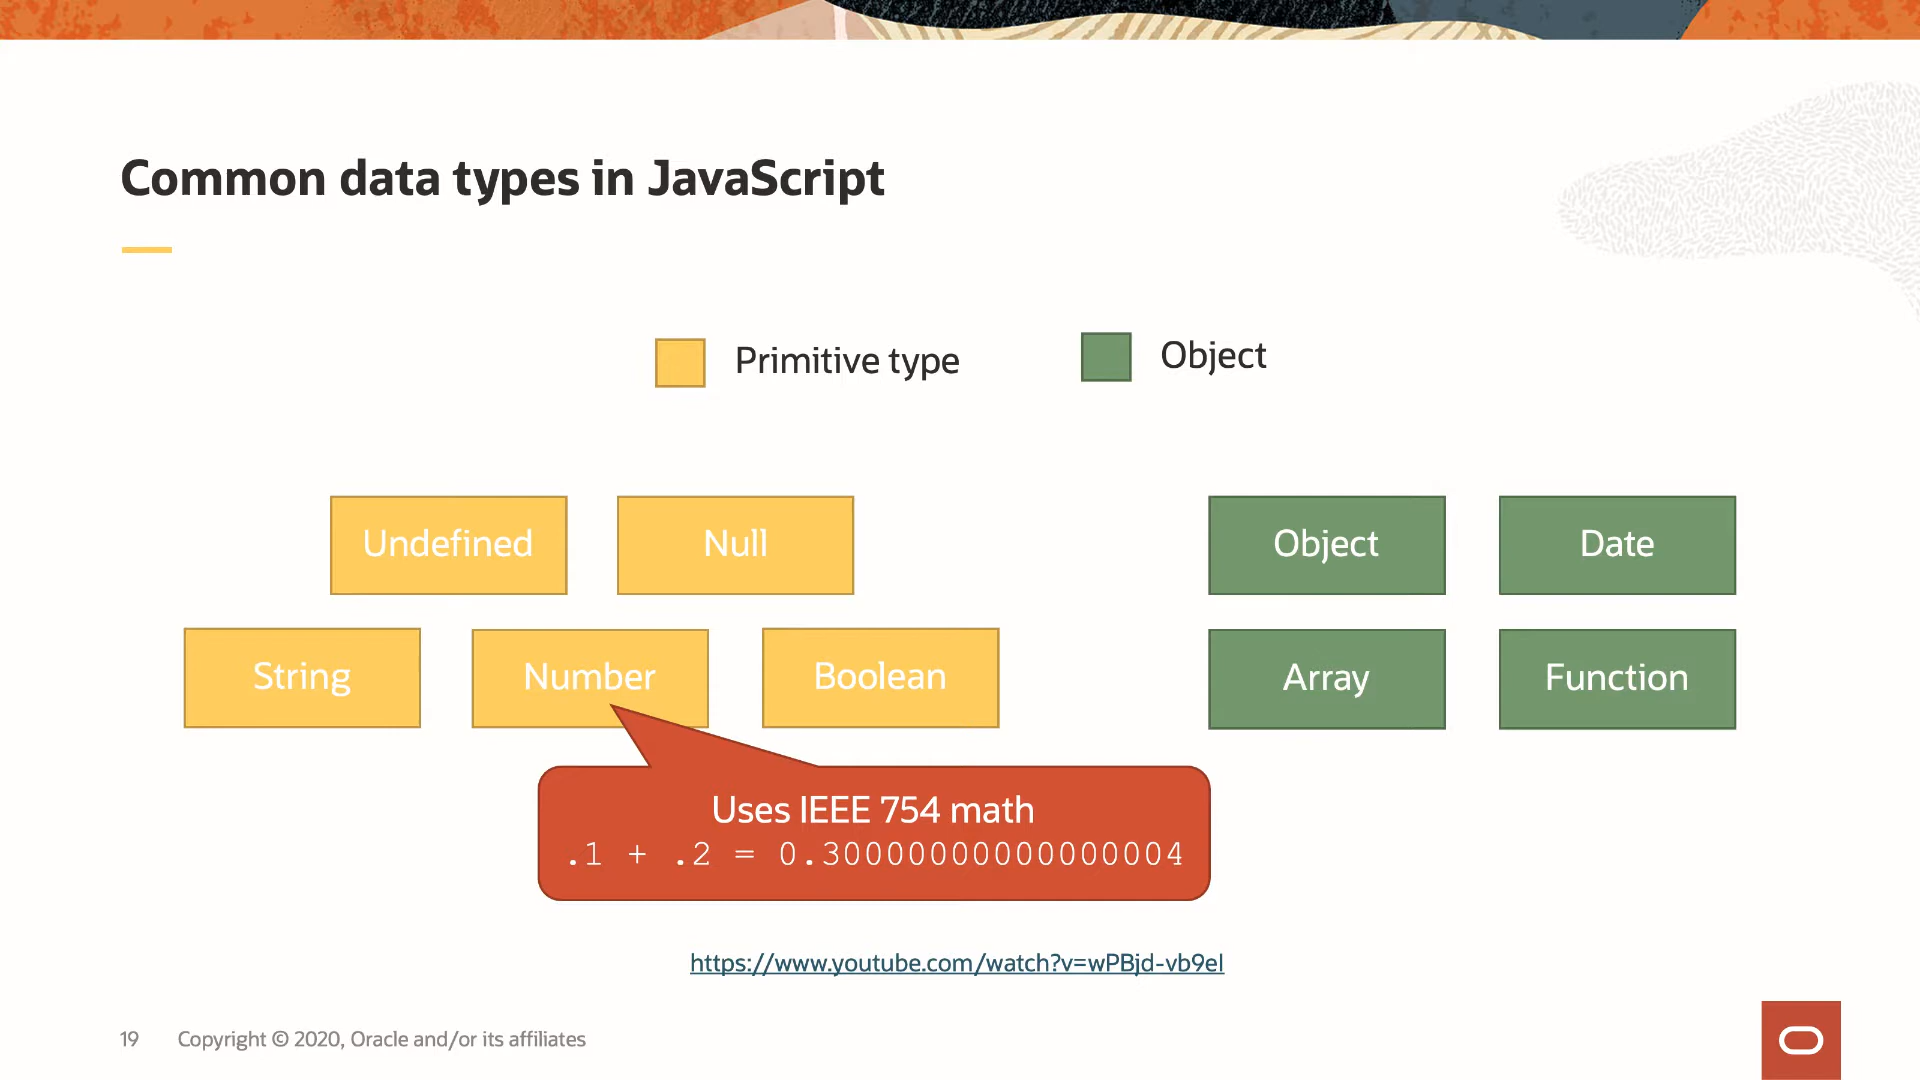 Common data types in JavaScript
Primitive type
Object
Undefined
Null
Object
Date
String
Number
Boolean
Array
Function
Uses IEEE 754 math
.1 + .2 = 0.30000000000000004
https://www.youtube.com/watch?v=wPBjd-vb9eI
19
Copyright © 2020, Oracle and/or its affiliates